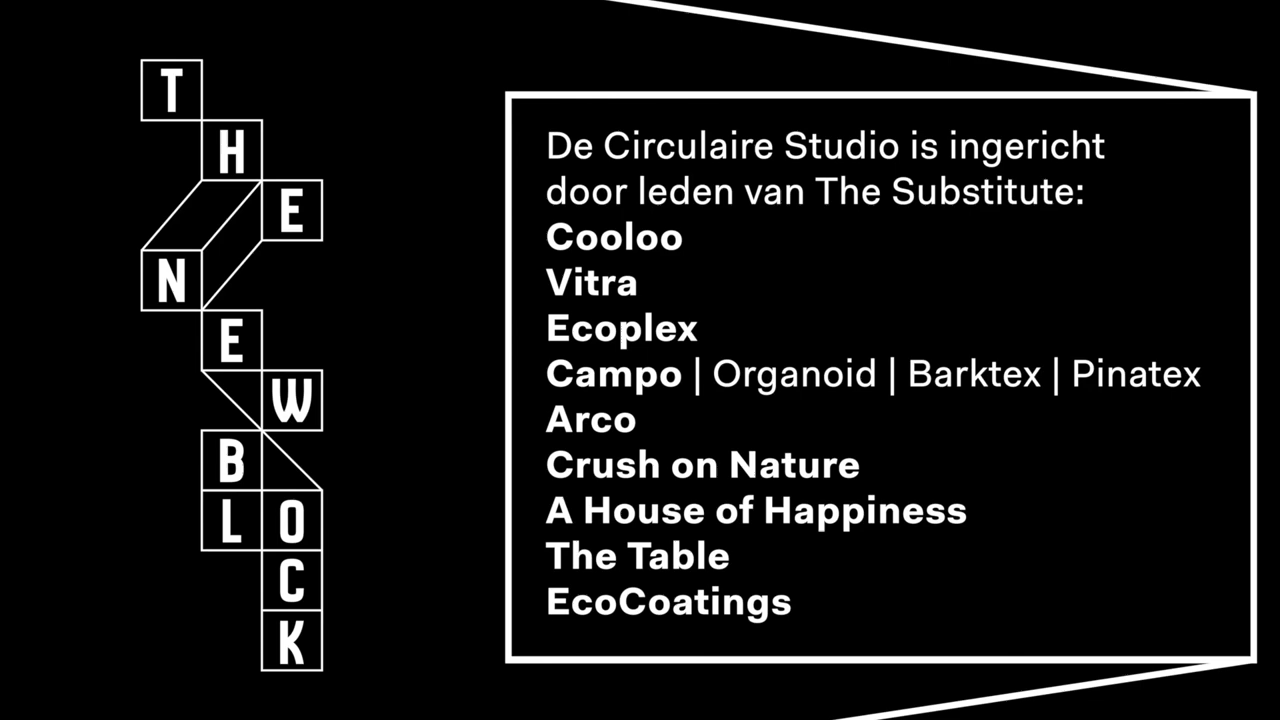 THE
NEW
BLOCK
De Circulaire Studio is ingericht
door leden van The Substitute:
Cooloo
Vitra
Ecoplex
Campo | Organoid | Barktex | Pinatex
Arco
Crush on Nature
A House of Happiness
The Table
EcoCoatings